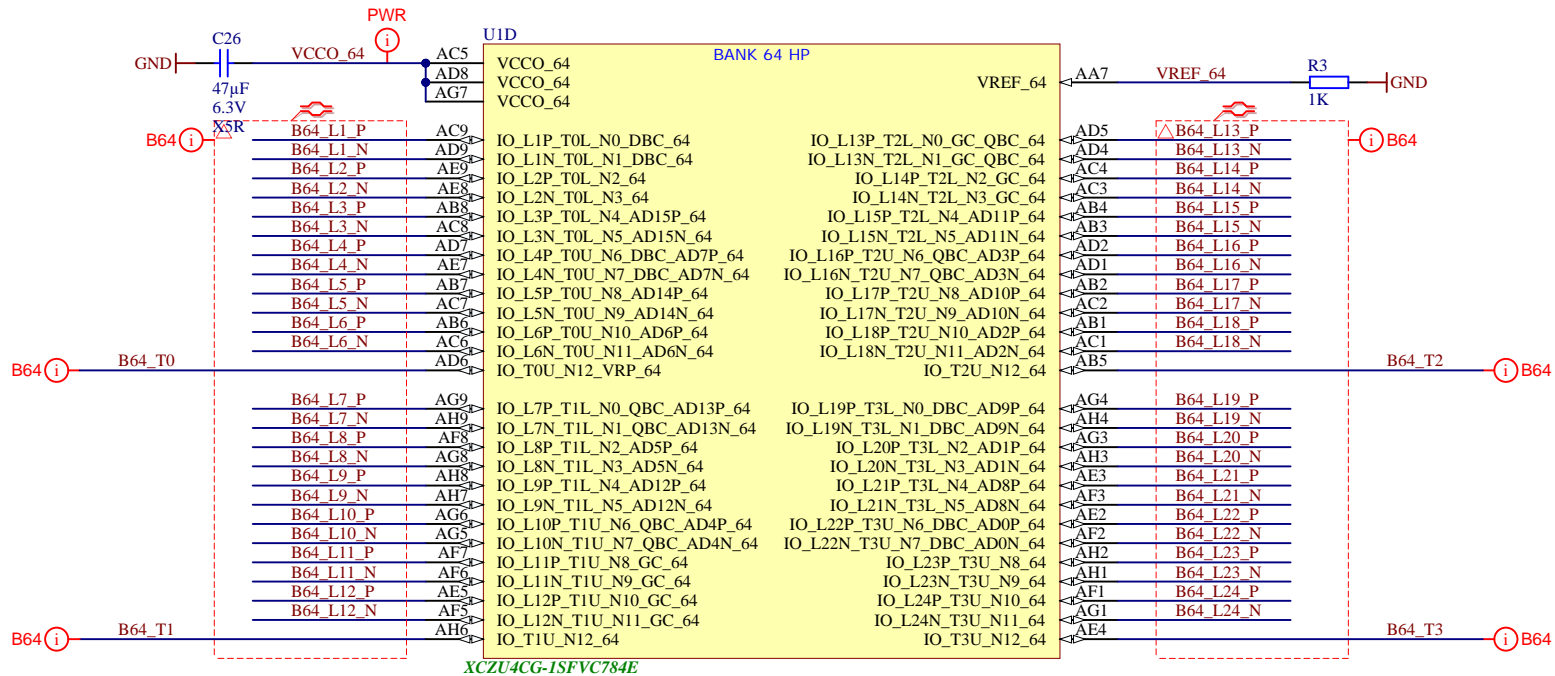 PWR
C26
U1D
GND
VCCO_64
AC5
VCCO_64
BANK 64 HP
AD8
VCCO_64
AG7
VCCO_64
47µF
6.3V
X5R
VREF_64
AA7
VREF_64
R3
1K
GND
B64
B64_L1_P AC9 IO_L1P_T0L_N0_DBC_64
B64_L1_N AD9 IO_L1N_T0L_N1_DBC_64
B64_L2_P AE9 IO_L2P_T0L_N2_64
B64_L2_N AE8 IO_L2N_T0L_N3_64
B64_L3_P AB8 IO_L3P_T0L_N4_AD15P_64
B64_L3_N AC8 IO_L3N_T0L_N5_AD15N_64
B64_L4_P AD7 IO_L4P_T0U_N6_DBC_AD7P_64
B64_L4_N AE7 IO_L4N_T0U_N7_DBC_AD7N_64
B64_L5_P AB7 IO_L5P_T0U_N8_AD14P_64
B64_L5_N AC7 IO_L5N_T0U_N9_AD14N_64
B64_L6_P AB6 IO_L6P_T0U_N10_AD6P_64
B64_L6_N AC6 IO_L6N_T0U_N11_AD6N_64
B64 B64_T0 AD6 IO_T0U_N12_VRP_64
B64_L7_P AG9 IO_L7P_T1L_N0_QBC_AD13P_64
B64_L7_N AH9 IO_L7N_T1L_N1_QBC_AD13N_64
B64_L8_P AF8 IO_L8P_T1L_N2_AD5P_64
B64_L8_N AG8 IO_L8N_T1L_N3_AD5N_64
B64_L9_P AH8 IO_L9P_T1L_N4_AD12P_64
B64_L9_N AH7 IO_L9N_T1L_N5_AD12N_64
B64_L10_P AG6 IO_L10P_T1U_N6_QBC_AD4P_64
B64_L10_N AG5 IO_L10N_T1U_N7_QBC_AD4N_64
B64_L11_P AF7 IO_L11P_T1U_N8_GC_64
B64_L11_N AF6 IO_L11N_T1U_N9_GC_64
B64_L12_P AE5 IO_L12P_T1U_N10_GC_64
B64_L12_N AF5 IO_L12N_T1U_N11_GC_64
B64 B64_T1 AH6 IO_T1U_N12_64
IO_L13P_T2L_N0_GC_QBC_64 AD5 B64_L13_P B64
IO_L13N_T2L_N1_GC_QBC_64 AD4 B64_L13_N
IO_L14P_T2L_N2_GC_64 AC4 B64_L14_P
IO_L14N_T2L_N3_GC_64 AC3 B64_L14_N
IO_L15P_T2L_N4_AD11P_64 AB4 B64_L15_P
IO_L15N_T2L_N5_AD11N_64 AB3 B64_L15_N
IO_L16P_T2U_N6_QBC_AD3P_64 AD2 B64_L16_P
IO_L16N_T2U_N7_QBC_AD3N_64 AD1 B64_L16_N
IO_L17P_T2U_N8_AD10P_64 AB2 B64_L17_P
IO_L17N_T2U_N9_AD10N_64 AC2 B64_L17_N
IO_L18P_T2U_N10_AD2P_64 AB1 B64_L18_P
IO_L18N_T2U_N11_AD2N_64 AC1 B64_L18_N
IO_T2U_N12_64 AB5 B64_T2 B64
IO_L19P_T3L_N0_DBC_AD9P_64 AG4 B64_L19_P
IO_L19N_T3L_N1_DBC_AD9N_64 AH4 B64_L19_N
IO_L20P_T3L_N2_AD1P_64 AG3 B64_L20_P
IO_L20N_T3L_N3_AD1N_64 AH3 B64_L20_N
IO_L21P_T3L_N4_AD8P_64 AE3 B64_L21_P
IO_L21N_T3L_N5_AD8N_64 AF3 B64_L21_N
IO_L22P_T3U_N6_DBC_AD0P_64 AE2 B64_L22_P
IO_L22N_T3U_N7_DBC_AD0N_64 AF2 B64_L22_N
IO_L23P_T3U_N8_64 AH2 B64_L23_P
IO_L23N_T3U_N9_64 AH1 B64_L23_N
IO_L24P_T3U_N10_64 AF1 B64_L24_P
IO_L24N_T3U_N11_64 AG1 B64_L24_N
IO_T3U_N12_64 AE4 B64_T3 B64
XCZU4CG-1SFVC784E